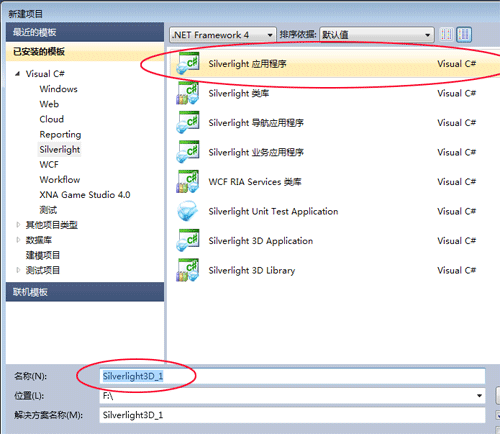 新建项目
最近的模板
已安装的模板
Visual C#
Windows
Web
Cloud
Reporting
Silverlight
WCF
Workflow
XNA Game Studio 4.0
测试
其他项目类型
数据库
建模项目
测试项目
联机模板
.NET Framework 4 排序依据: 默认值
Silverlight 应用程序 Visual C#
Silverlight 类库 Visual C#
Silverlight 导航应用程序 Visual C#
Silverlight 业务应用程序 Visual C#
WCF RIA Services 类库 Visual C#
Silverlight Unit Test Application Visual C#
Silverlight 3D Application Visual C#
Silverlight 3D Library Visual C#
名称(N): Silverlight3D_1
位置(L): F:\
解决方案名称(M): Silverlight3D_1